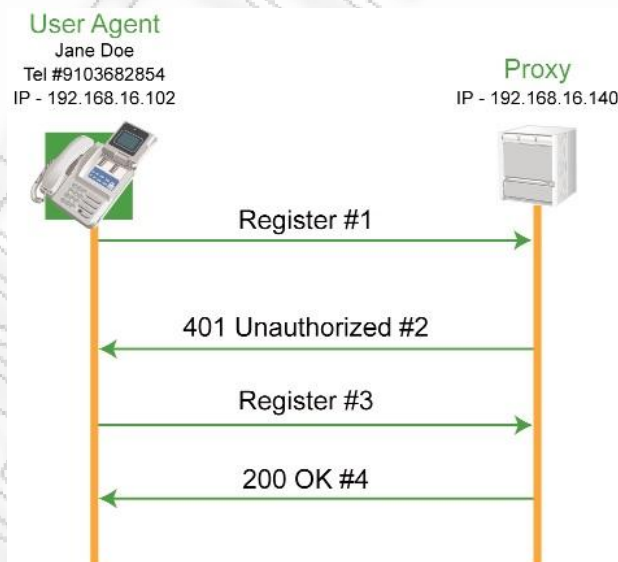 User Agent
Jane Doe
Tel #9103682854
IP - 192.168.16.102
Proxy
IP - 192.168.16.140
Register #1
401 Unauthorized #2
Register #3
200 OK #4